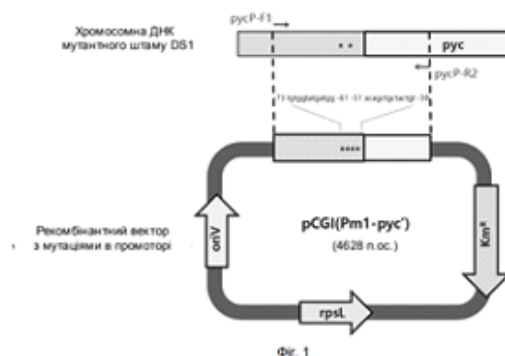 pycP-F1
Хромосомна ДНК
мутантного штаму DS1
pyc
pycP-R2
pCGI(Pm1-pyc')
(4628 п.ос.)
oriV
Km^R
Рекомбінантний вектор
з мутаціями в промоторі
rpsL
Фіг. 1